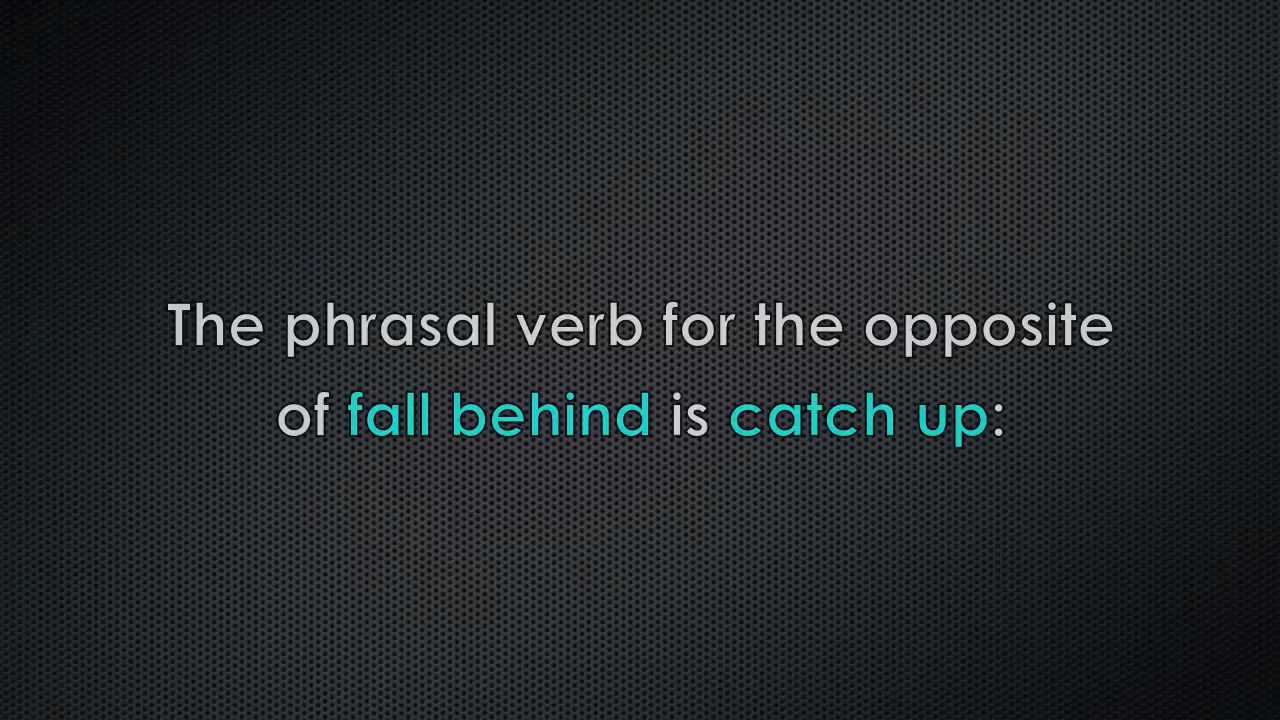 The phrasal verb for the opposite
of fall behind is catch up: